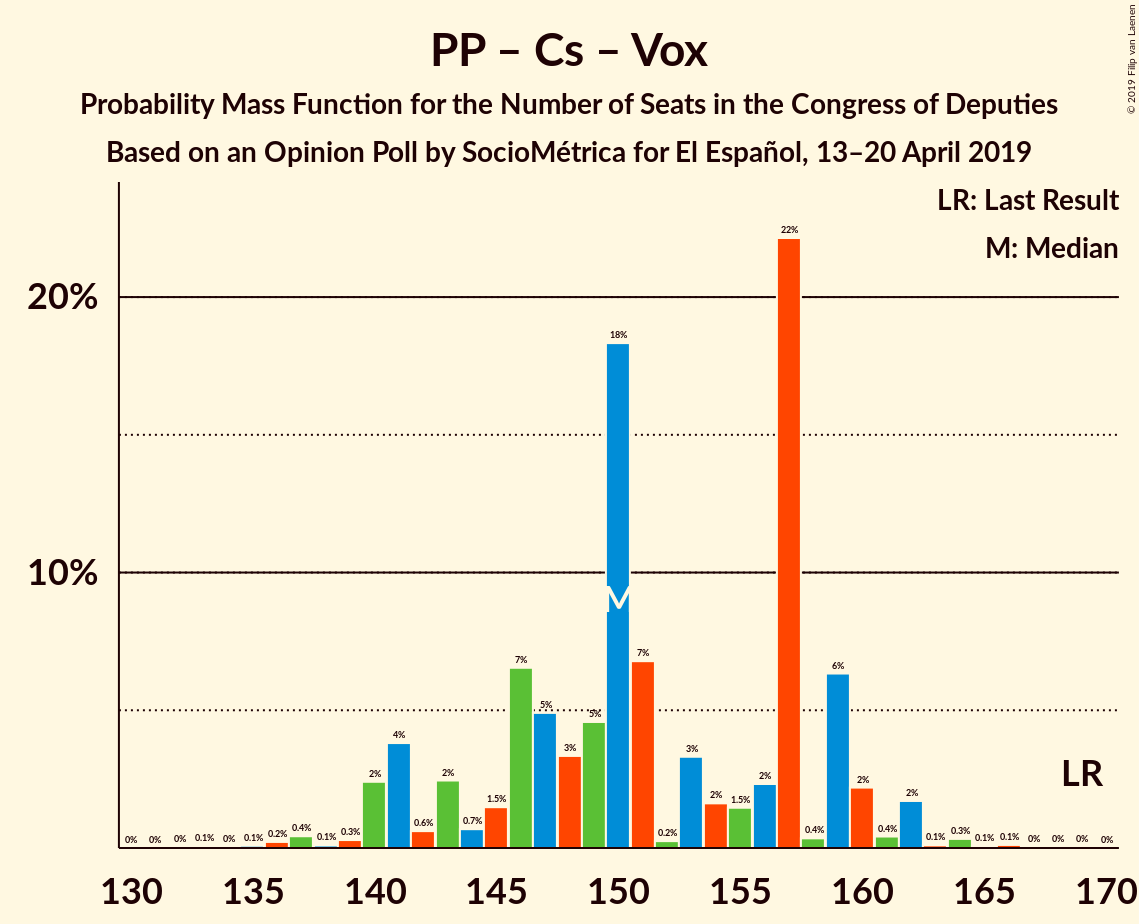 PP – Cs – Vox
Probability Mass Function for the Number of Seats in the Congress of Deputies
Based on an Opinion Poll by SocioMétrica for El Español, 13–20 April 2019
© 2019 Filip van Laenen
LR: Last Result
M: Median
22%
20%
18%
10%
M
7%
7%
6%
5%
5%
4%
3%
3%
LR
2%
2%
2%
2%
2%
2%
1.5%
1.5%
0% 0% 0% 0.1% 0% 0.1% 0.2% 0.4% 0.1% 0.3% 0.6% 0.7% 0.2% 0.4% 0.4% 0.1% 0.3% 0.1% 0.1% 0% 0% 0% 0%
130 135 140 145 150 155 160 165 170